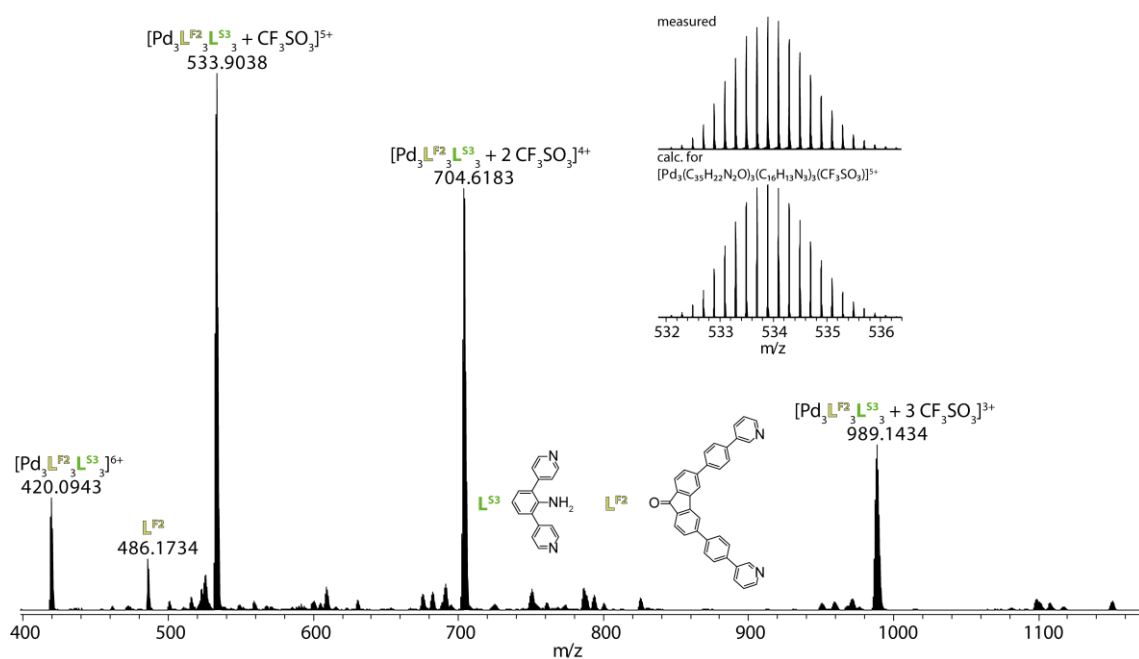 [Pd₃Lᶠ²₃Lˢ³₃ + CF₃SO₃]⁵⁺
533.9038
measured
[Pd₃Lᶠ²₃Lˢ³₃ + 2 CF₃SO₃]⁴⁺
704.6183
calc. for
[Pd₃(C₃₅H₂₂N₂O)₃(C₁₆H₁₃N₃)₃(CF₃SO₃)]⁵⁺
532 533 534 535 536
m/z
[Pd₃Lᶠ²₃Lˢ³₃ + 3 CF₃SO₃]³⁺
989.1434
[Pd₃Lᶠ²₃Lˢ³₃]⁶⁺
420.0943
Lᶠ²
486.1734
Lˢ³
N
NH₂
N
Lᶠ²
N
O
N
400 500 600 700 800 900 1000 1100
m/z